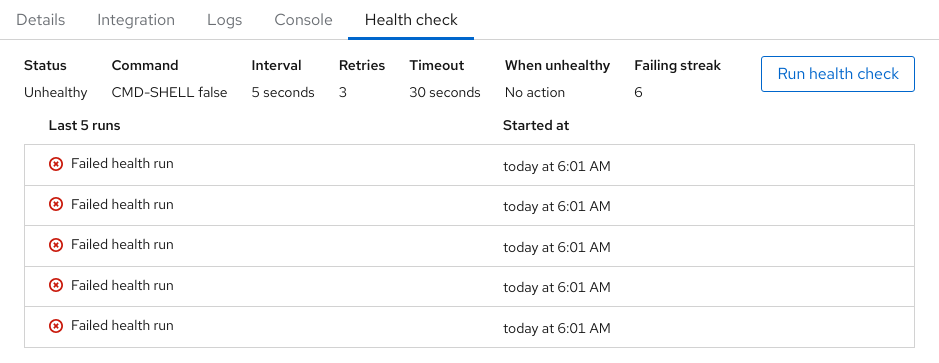 Details Integration Logs Console Health check
Status Command Interval Retries Timeout When unhealthy Failing streak
Run health check
Unhealthy CMD-SHELL false 5 seconds 3 30 seconds No action 6
Last 5 runs Started at
Failed health run today at 6:01 AM
Failed health run today at 6:01 AM
Failed health run today at 6:01 AM
Failed health run today at 6:01 AM
Failed health run today at 6:01 AM